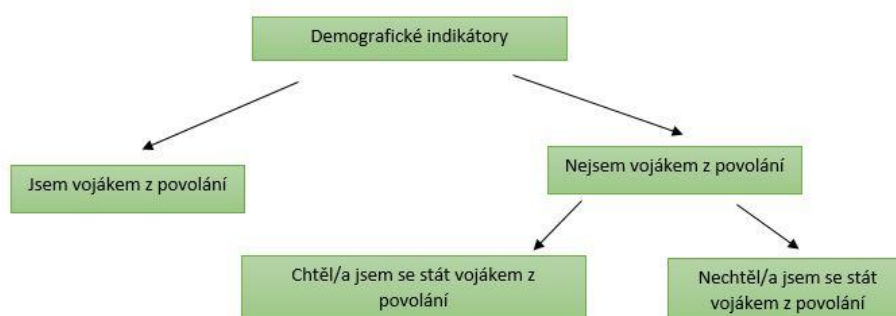 Demografické indikátory
Jsem vojákem z povolání
Nejsem vojákem z povolání
Chtěl/a jsem se stát vojákem z
povolání
Nechtěl/a jsem se stát
vojákem z povolání